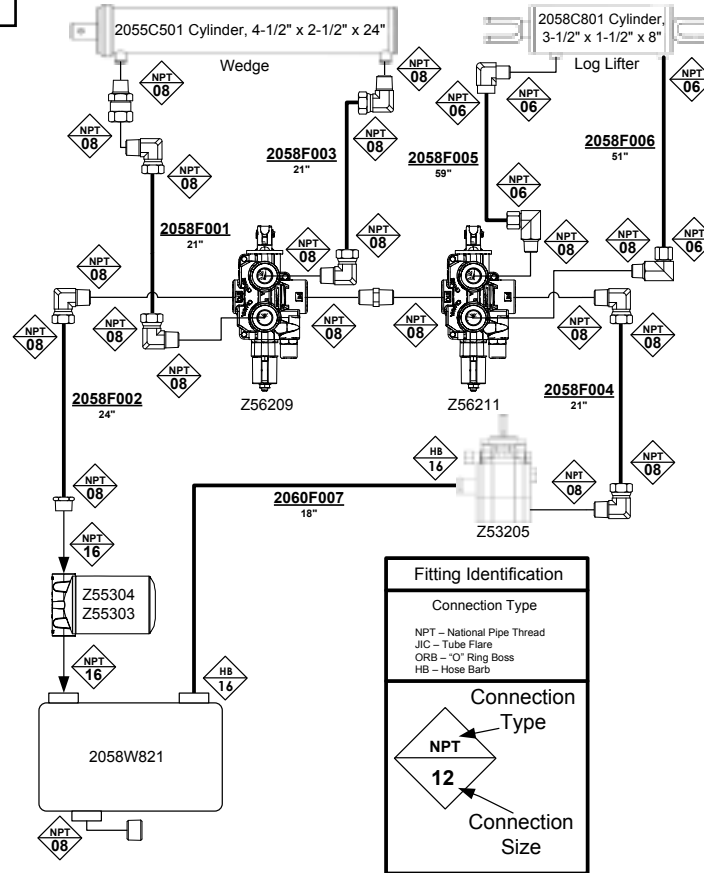 2055C501 Cylinder, 4-1/2" x 2-1/2" x 24"
2058C801 Cylinder,
3-1/2" x 1-1/2" x 8"
Wedge
Log Lifter
NPT
08
NPT
08
NPT
06
NPT
06
NPT
06
NPT
08
NPT
08
NPT
08
2058F003
21"
2058F005
59"
2058F006
51"
NPT
06
2058F001
21"
NPT
08
NPT
08
NPT
08
NPT
08
NPT
06
NPT
08
NPT
08
NPT
08
NPT
08
NPT
08
NPT
08
NPT
08
NPT
08
2058F002
24"
Z56209
Z56211
2058F004
21"
NPT
08
HB
16
2060F007
18"
NPT
08
NPT
08
Z53205
NPT
16
Z55304
Z55303
NPT
16
HB
16
2058W821
NPT
08
Fitting Identification
Connection Type
NPT – National Pipe Thread
JIC – Tube Flare
ORB – "O" Ring Boss
HB – Hose Barb
Connection
Type
NPT
12
Connection
Size